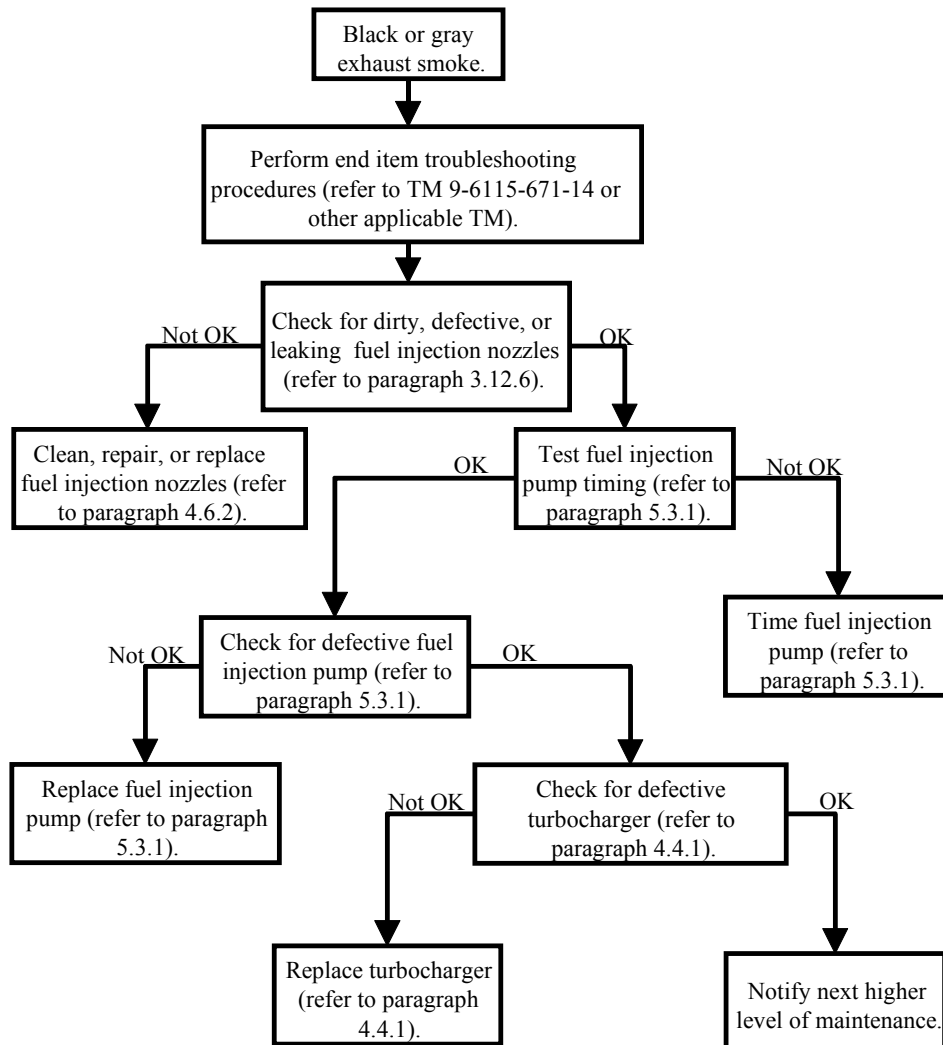 Black or gray
exhaust smoke.
Perform end item troubleshooting
procedures (refer to TM 9-6115-671-14 or
other applicable TM).
Not OK
Check for dirty, defective, or
leaking fuel injection nozzles
(refer to paragraph 3.12.6).
OK
Clean, repair, or replace
fuel injection nozzles (refer
to paragraph 4.6.2).
OK
Test fuel injection
pump timing (refer to
paragraph 5.3.1).
Not OK
Time fuel injection
pump (refer to
paragraph 5.3.1).
Not OK
Check for defective fuel
injection pump (refer to
paragraph 5.3.1).
OK
Replace fuel injection
pump (refer to paragraph
5.3.1).
Not OK
Check for defective
turbocharger (refer to
paragraph 4.4.1).
OK
Replace turbocharger
(refer to paragraph
4.4.1).
Notify next higher
level of maintenance.